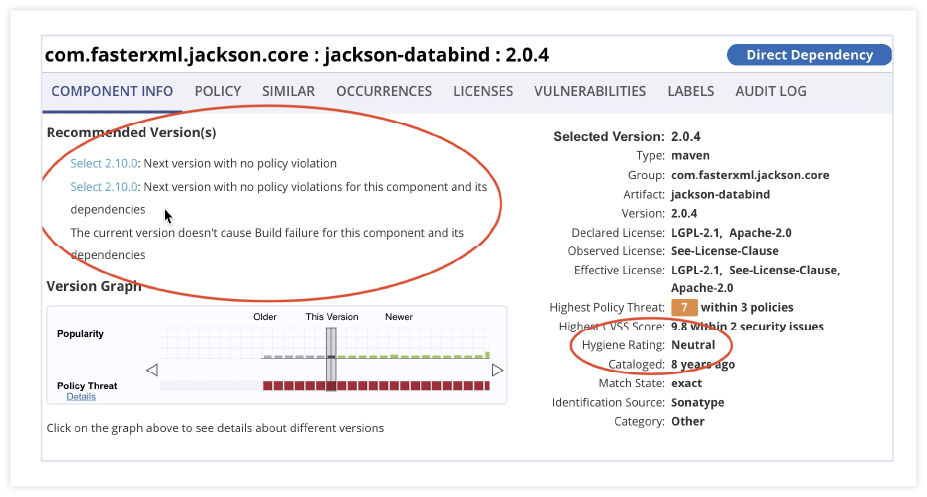 com.fasterxml.jackson.core : jackson-databind : 2.0.4
Direct Dependency
COMPONENT INFO POLICY SIMILAR OCCURRENCES LICENSES VULNERABILITIES LABELS AUDIT LOG
Recommended Version(s)
Select 2.10.0: Next version with no policy violation
Select 2.10.0: Next version with no policy violations for this component and its
dependencies
The current version doesn't cause Build failure for this component and its
dependencies
Version Graph
Older This Version Newer
Popularity
Policy Threat
Details
Click on the graph above to see details about different versions
Selected Version: 2.0.4
Type: maven
Group: com.fasterxml.jackson.core
Artifact: jackson-databind
Version: 2.0.4
Declared License: LGPL-2.1, Apache-2.0
Observed License: See-License-Clause
Effective License: LGPL-2.1, See-License-Clause,
Apache-2.0
Highest Policy Threat: 7 within 3 policies
Highest CVSS Score: 9.8 within 2 security issues
Hygiene Rating: Neutral
Cataloged: 8 years ago
Match State: exact
Identification Source: Sonatype
Category: Other